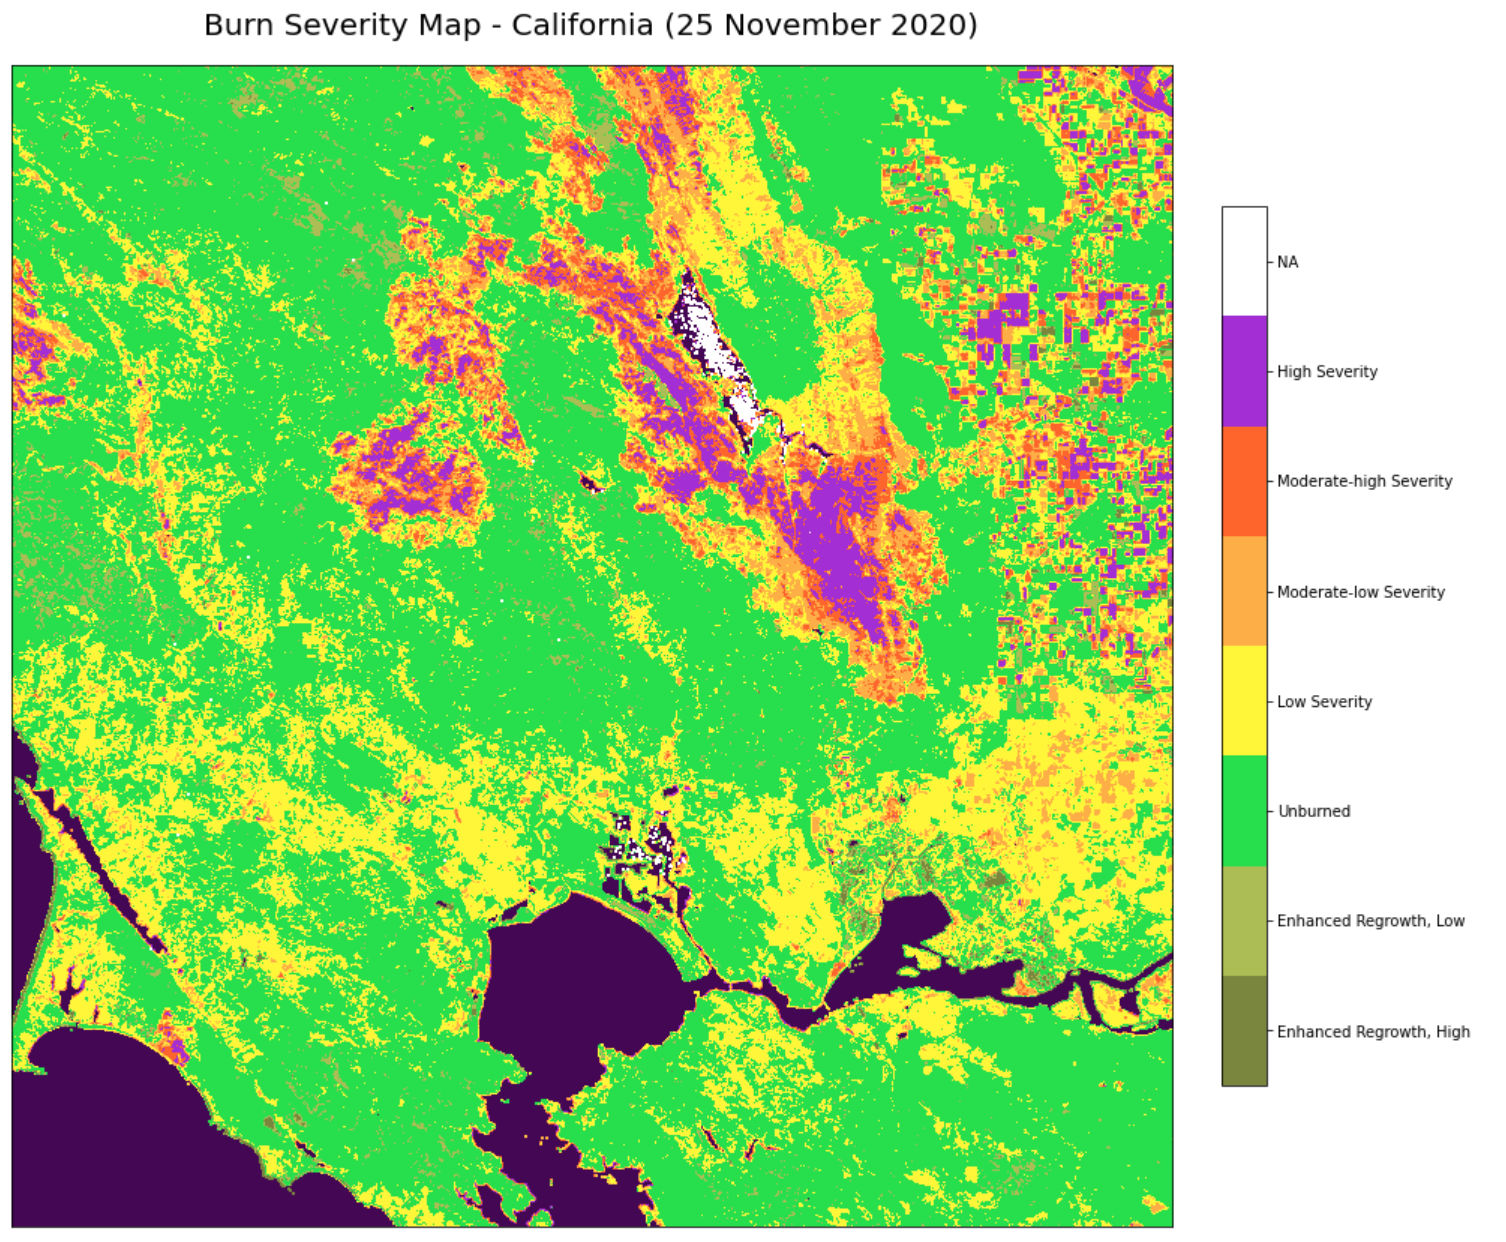 Burn Severity Map - California (25 November 2020)
NA
High Severity
Moderate-high Severity
Moderate-low Severity
Low Severity
Unburned
Enhanced Regrowth, Low
Enhanced Regrowth, High